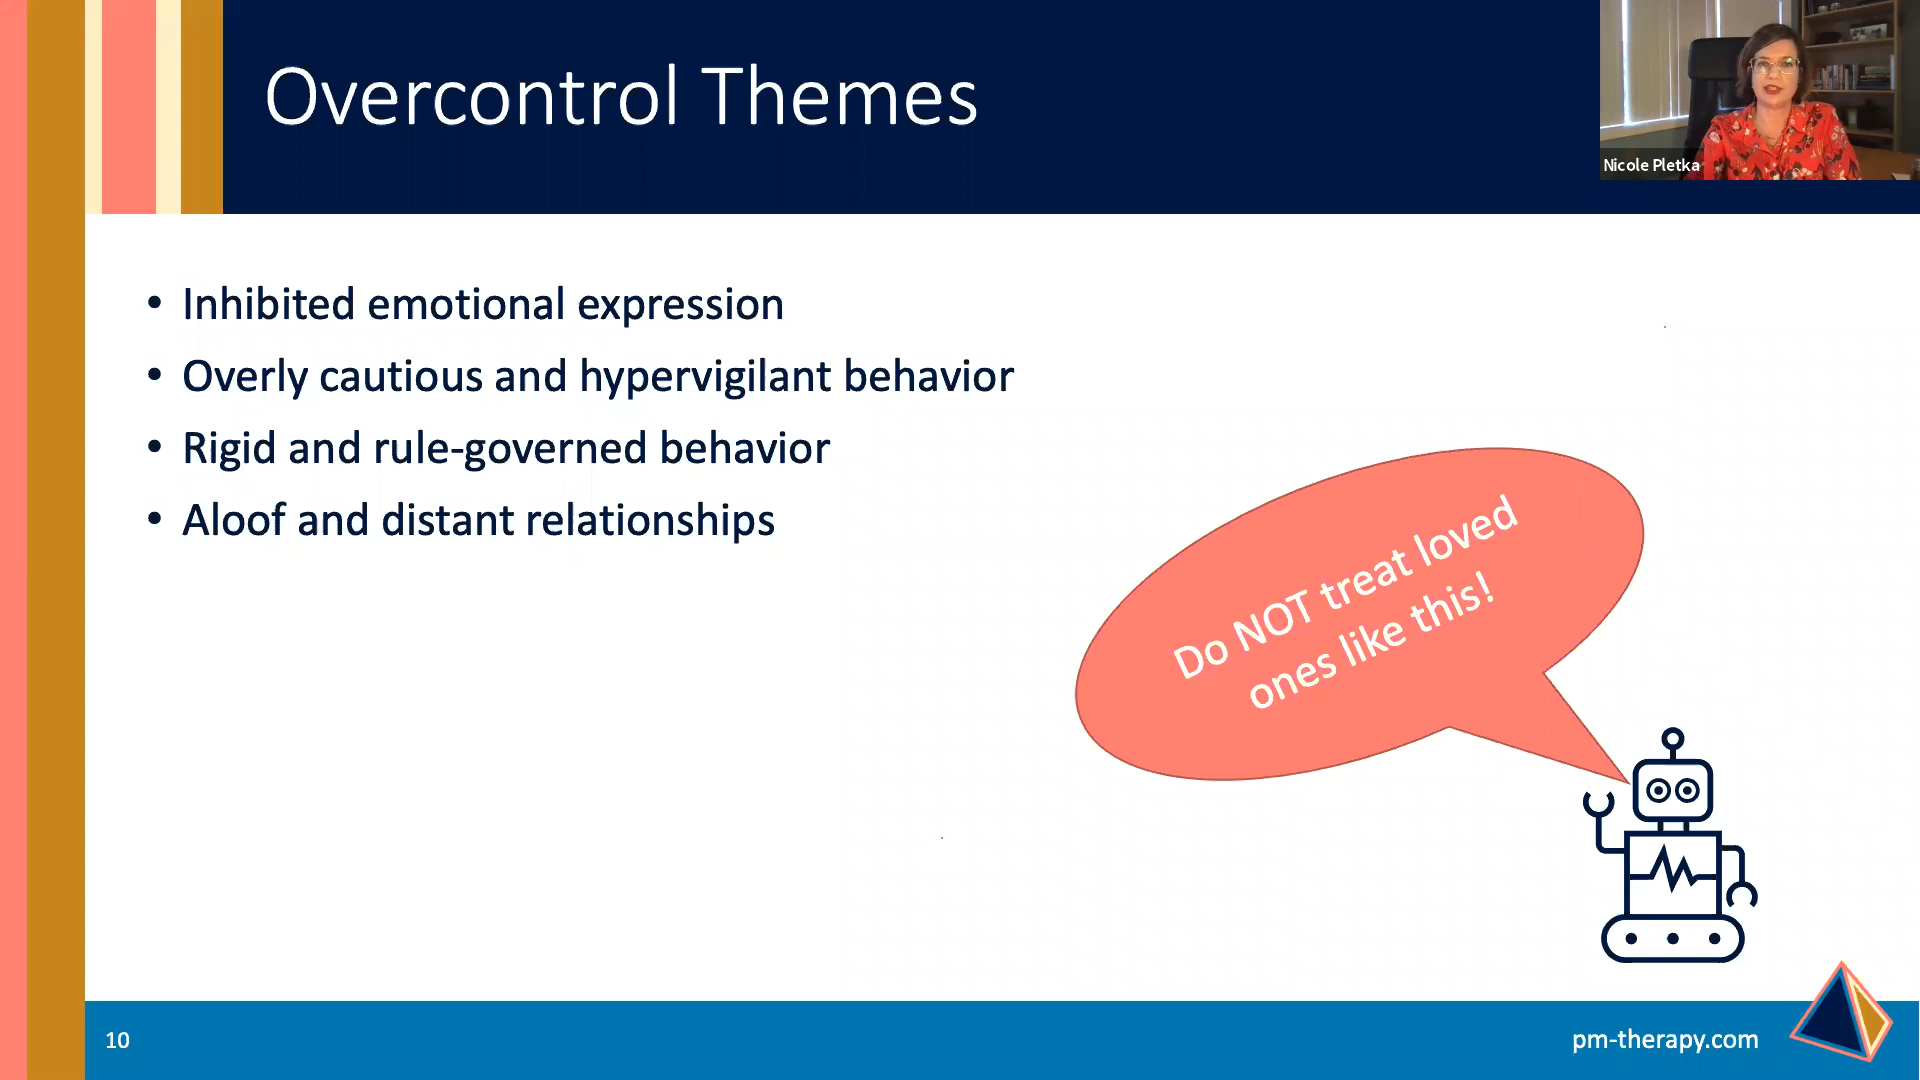 Overcontrol Themes
Nicole Pletka
• Inhibited emotional expression
• Overly cautious and hypervigilant behavior
• Rigid and rule-governed behavior
• Aloof and distant relationships
Do NOT treat loved
ones like this!
10
pm-therapy.com